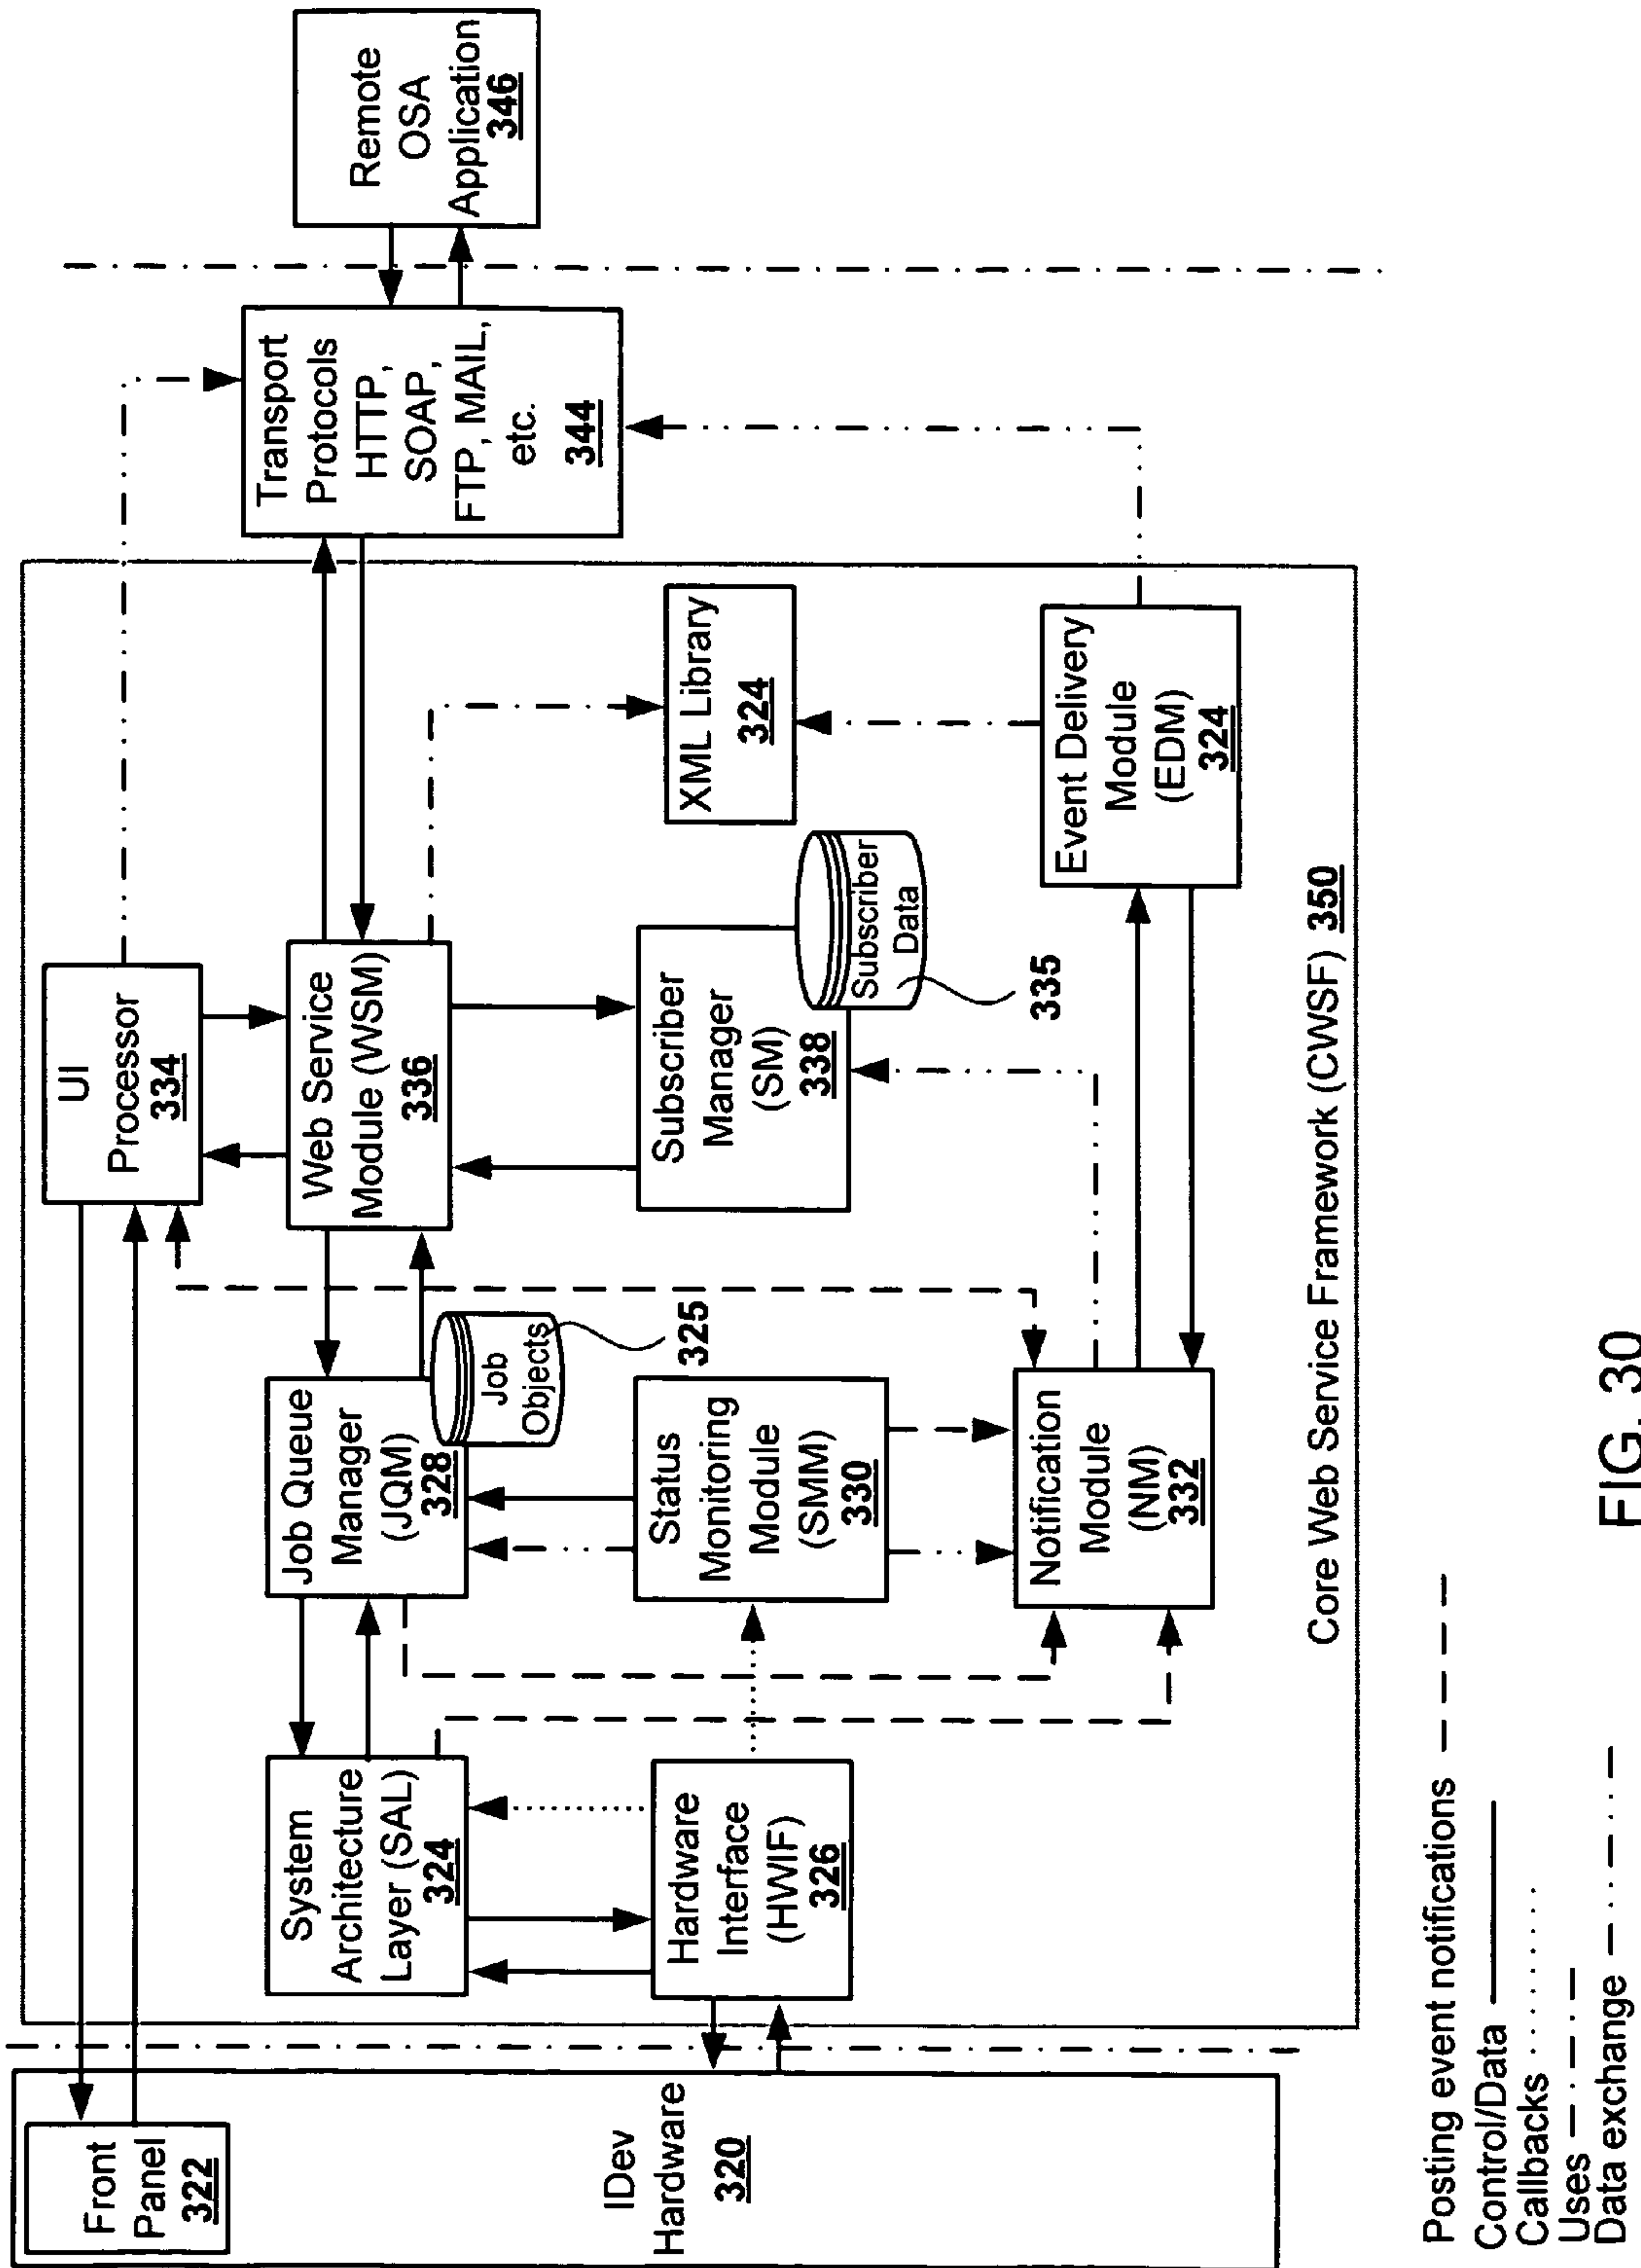 Front
Panel
322
IDev
Hardware
320
UI
Processor
334
System
Architecture
Layer (SAL)
324
Job Queue
Manager
(JQM)
328
Job
Objects
325
Web Service
Module (WSM)
336
Transport
Protocols
HTTP,
SOAP,
FTP, MAIL,
etc.
344
Remote
OSA
Application
346
Hardware
Interface
(HWIF)
326
Status
Monitoring
Module
(SMM)
330
Subscriber
Manager
(SM)
338
Subscriber
Data
335
XML Library
324
Notification
Module
(NM)
332
Event Delivery
Module
(EDM)
324
Core Web Service Framework (CWSF) 350
Posting event notifications
Control/Data
Callbacks
Uses
Data exchange
FIG. 30